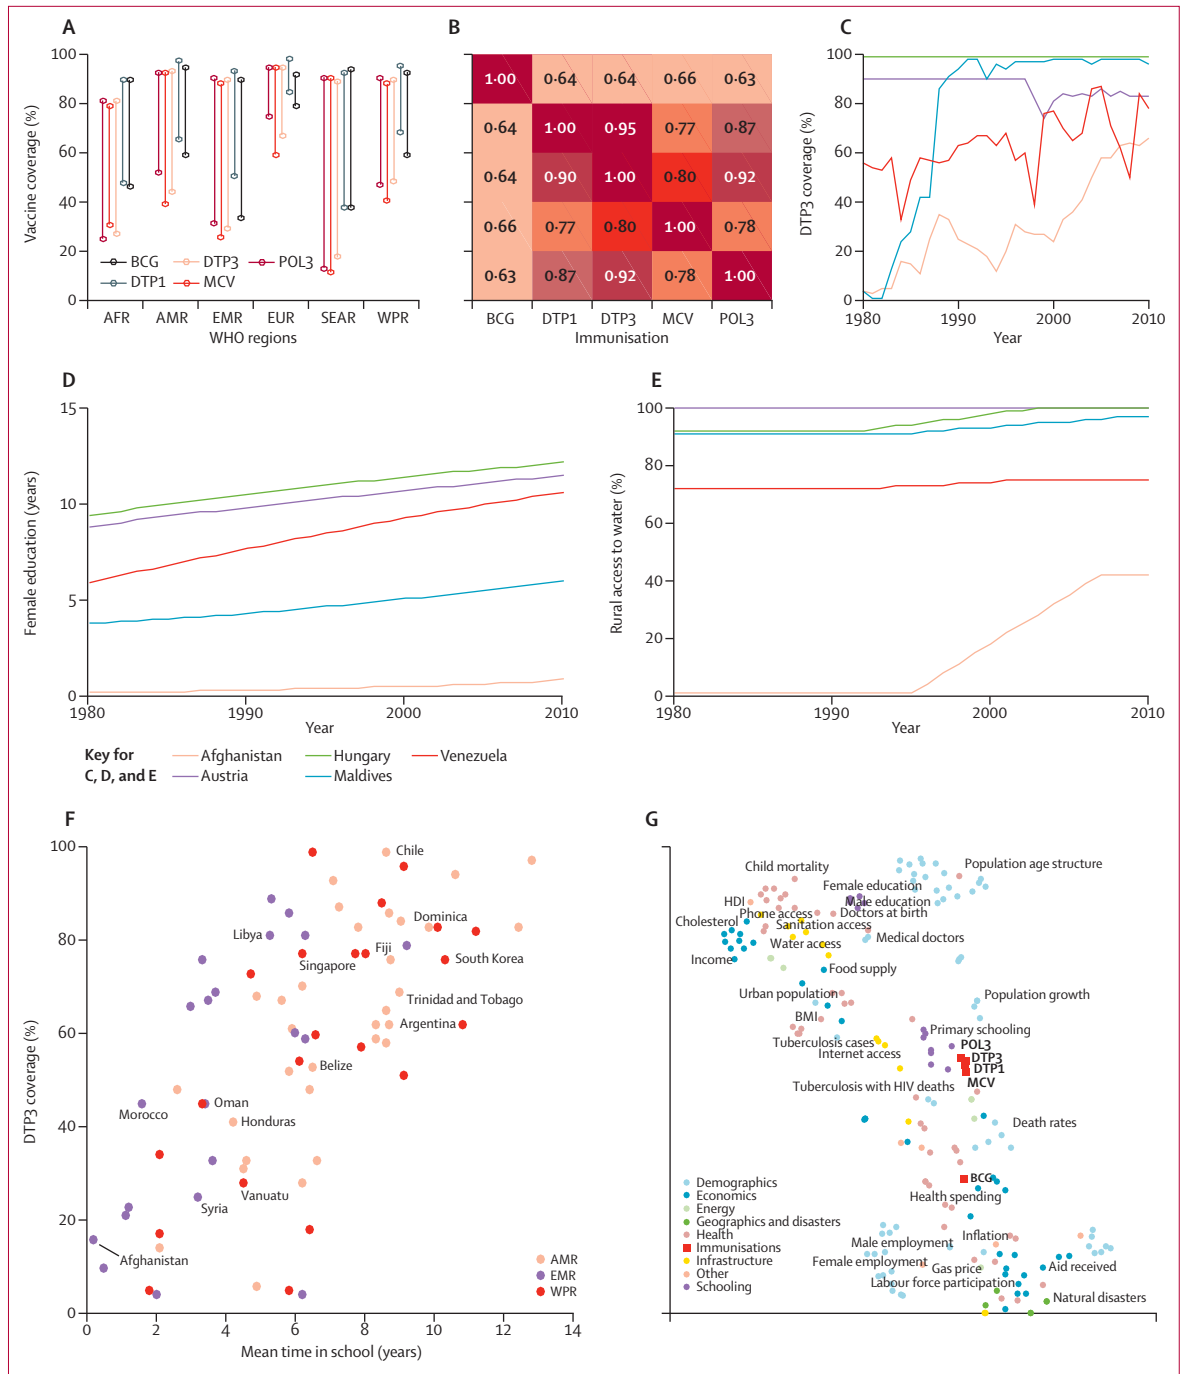 A
Vaccine coverage (%)
100
80
60
40
20
0
BCG DTP3 POL3
DTP1 MCV
AFR AMR EMR EUR SEAR WPR
WHO regions
B
1·00 0·64 0·64 0·66 0·63
0·64 1·00 0·95 0·77 0·87
0·64 0·90 1·00 0·80 0·92
0·66 0·77 0·80 1·00 0·78
0·63 0·87 0·92 0·78 1·00
BCG DTP1 DTP3 MCV POL3
Immunisation
C
DTP3 coverage (%)
100
80
60
40
20
0
1980 1990 2000 2010
Year
D
Female education (years)
15
10
5
0
1980 1990 2000 2010
Year
E
Rural access to water (%)
100
80
60
40
20
0
1980 1990 2000 2010
Year
Key for
C, D, and E
Afghanistan Hungary Venezuela
Austria Maldives
F
DTP3 coverage (%)
100
80
60
40
20
0
Chile
Dominica
Libya
Fiji
Singapore
South Korea
Trinidad and Tobago
Argentina
Belize
Oman
Morocco
Honduras
Vanuatu
Syria
Afghanistan
AMR
EMR
WPR
0 2 4 6 8 10 12 14
Mean time in school (years)
G
Child mortality
Population age structure
Female education
HDI
Male education
Phone access
Doctors at birth
Cholesterol
Sanitation access
Medical doctors
Water access
Income
Food supply
Urban population
Population growth
BMI
Primary schooling
Tuberculosis cases
POL3
Internet access
DTP3
DTP1
MCV
Tuberculosis with HIV deaths
Death rates
BCG
Health spending
Inflation
Male employment
Female employment
Gas price
Aid received
Labour force participation
Natural disasters
Demographics
Economics
Energy
Geographics and disasters
Health
Immunisations
Infrastructure
Other
Schooling